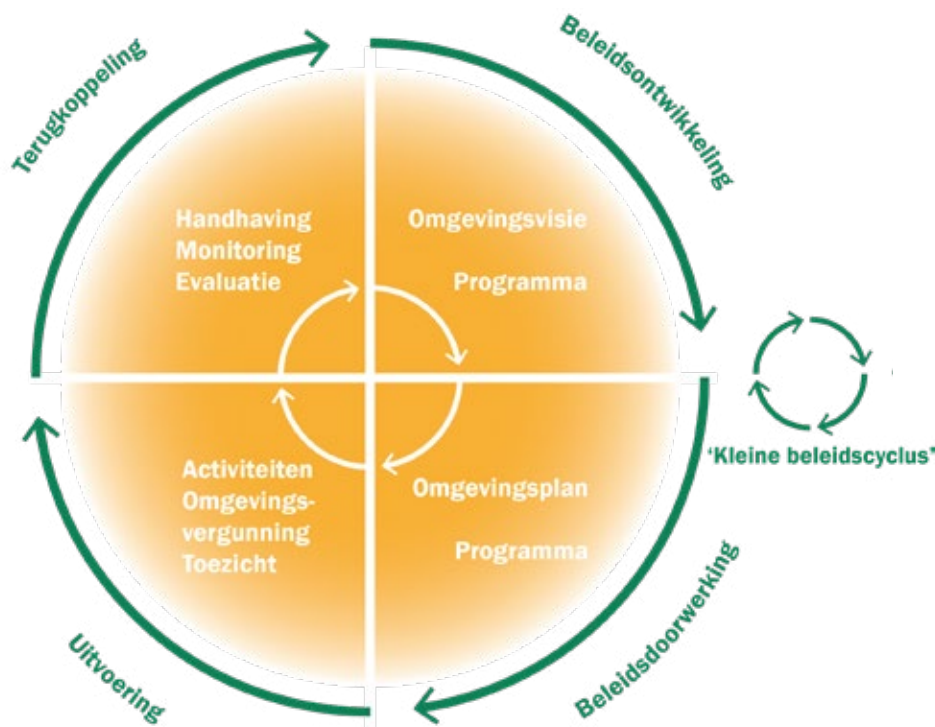 Terugkoppeling
Beleidsontwikkeling
Handhaving
Monitoring
Evaluatie
Omgevingsvisie
Programma
'Kleine beleidscyclus'
Activiteiten
Omgevings-
vergunning
Toezicht
Omgevingsplan
Programma
Uitvoering
Beleidsdoorwerking